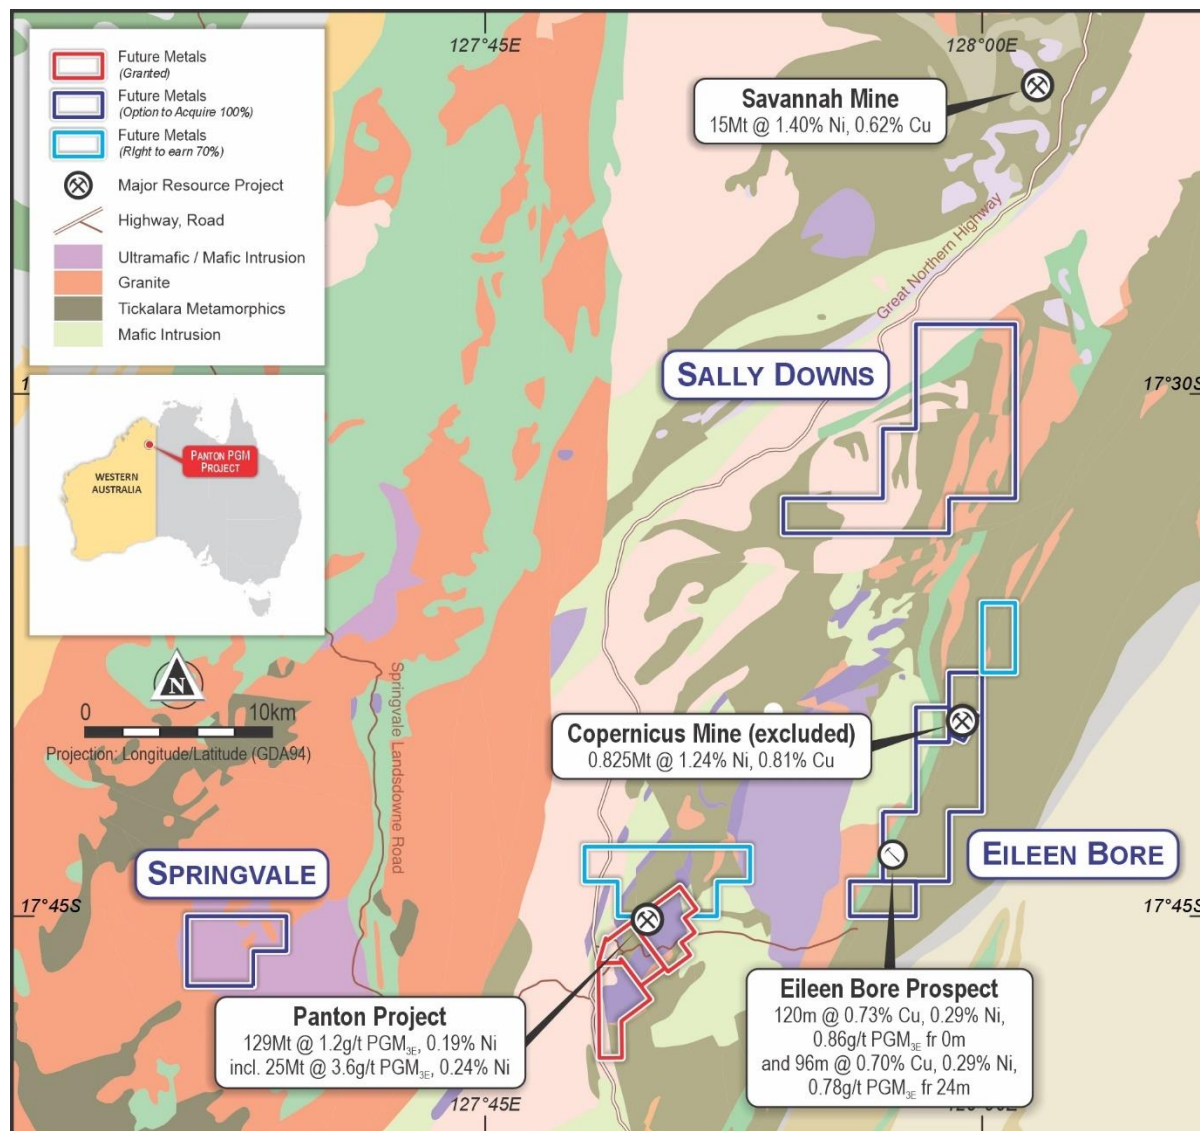 Future Metals
(Granted)
Future Metals
(Option to Acquire 100%)
Future Metals
(RIght to earn 70%)
Major Resource Project
Highway, Road
Ultramafic / Mafic Intrusion
Granite
Tickalara Metamorphics
Mafic Intrusion
127°45E
128°00E
Savannah Mine
15Mt @ 1.40% Ni, 0.62% Cu
Great Northern Highway
SALLY DOWNS
17°30S
WESTERN
AUSTRALIA
PANTON PGM
PROJECT
N
0 10km
Projection: Longitude/Latitude (GDA94)
Springvale Landsdowne Road
Copernicus Mine (excluded)
0.825Mt @ 1.24% Ni, 0.81% Cu
SPRINGVALE
EILEEN BORE
17°45S
17°45S
Panton Project
129Mt @ 1.2g/t PGM3E, 0.19% Ni
incl. 25Mt @ 3.6g/t PGM3E, 0.24% Ni
Eileen Bore Prospect
120m @ 0.73% Cu, 0.29% Ni,
0.86g/t PGM3E fr 0m
and 96m @ 0.70% Cu, 0.29% Ni,
0.78g/t PGM3E fr 24m
127°45E